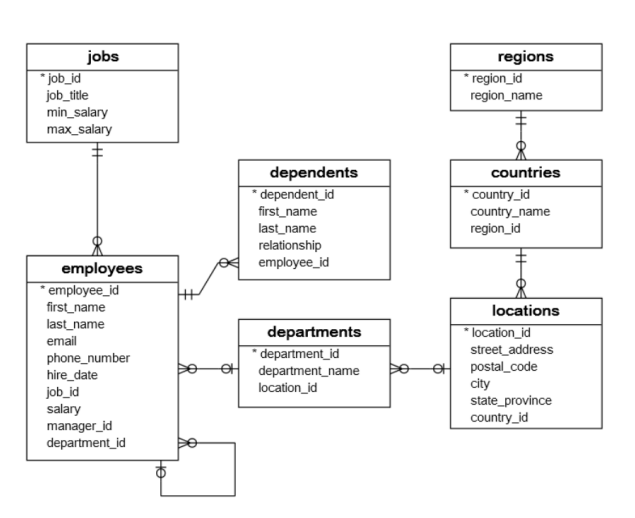 jobs
* job_id
job_title
min_salary
max_salary
regions
* region_id
region_name
dependents
* dependent_id
first_name
last_name
relationship
employee_id
countries
* country_id
country_name
region_id
employees
* employee_id
first_name
last_name
email
phone_number
hire_date
job_id
salary
manager_id
department_id
departments
* department_id
department_name
location_id
locations
* location_id
street_address
postal_code
city
state_province
country_id